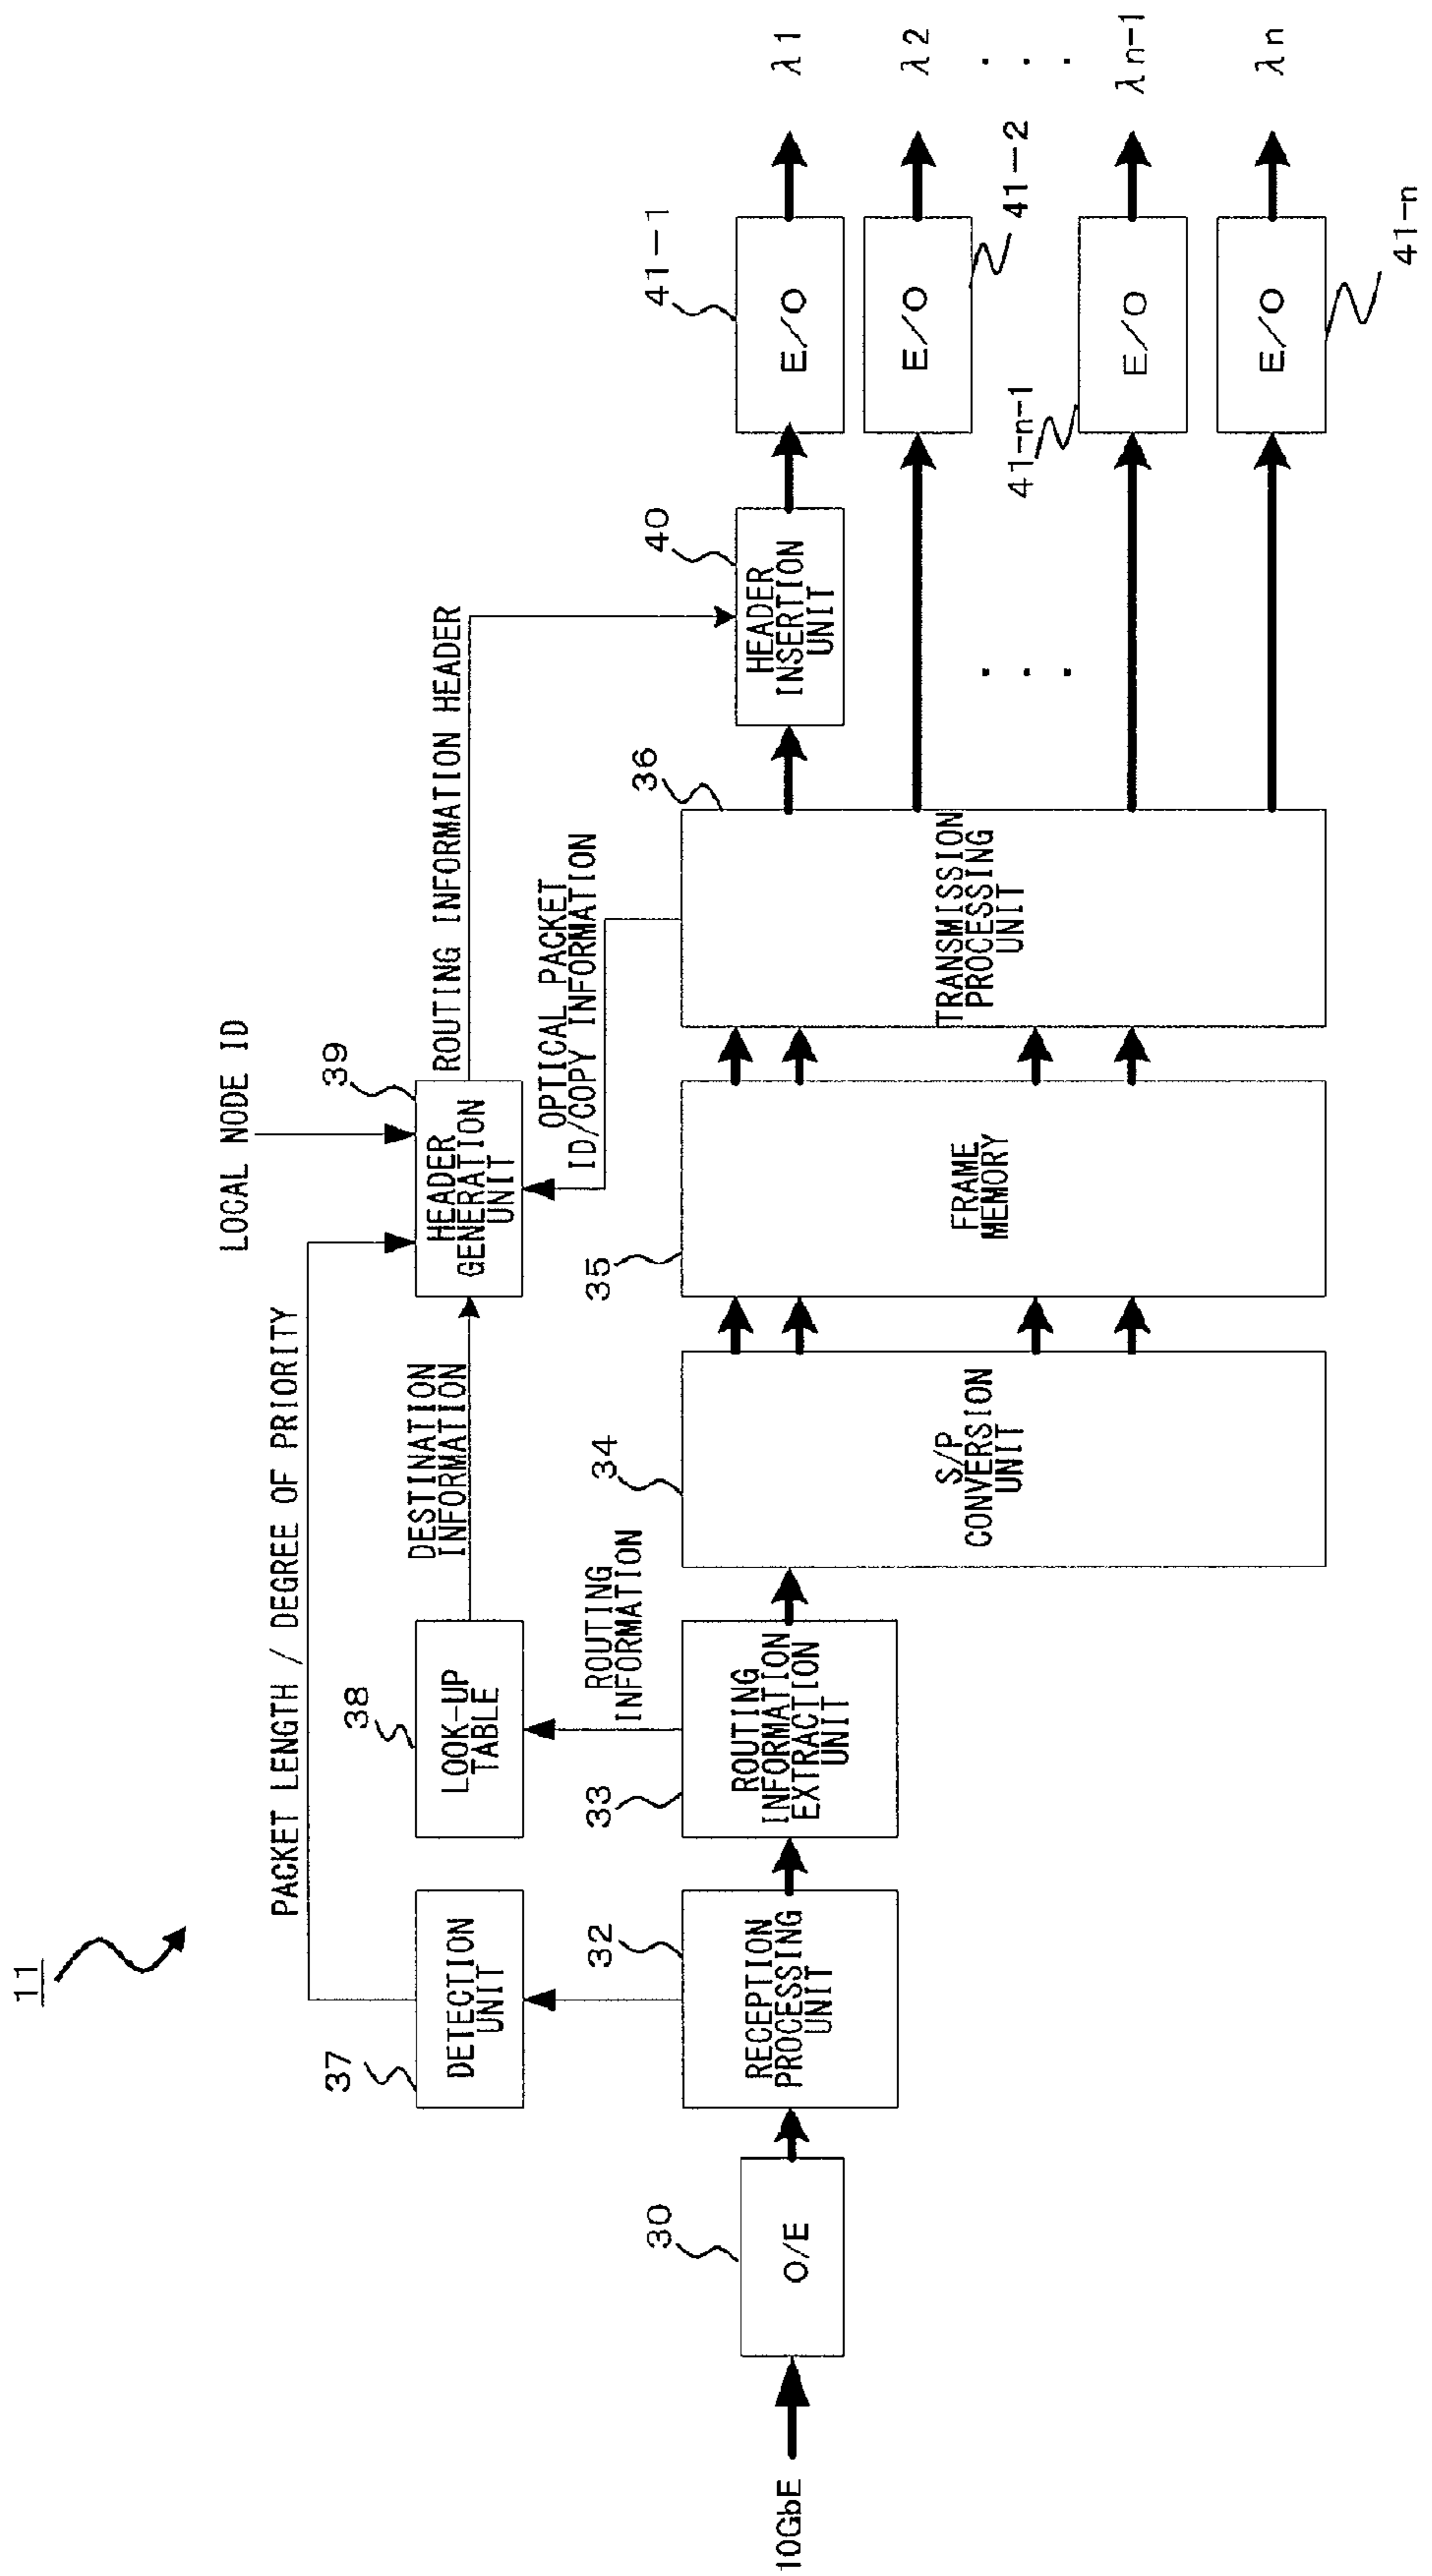 11
LOCAL NODE ID
PACKET LENGTH / DEGREE OF PRIORITY
37
DETECTION
UNIT
38
LOOK-UP
TABLE
DESTINATION
INFORMATION
39
HEADER
GENERATION
UNIT
ROUTING INFORMATION HEADER
ROUTING
INFORMATION
OPTICAL PACKET
ID/COPY INFORMATION
10GbE
30
O/E
32
RECEPTION
PROCESSING
UNIT
33
ROUTING
INFORMATION
EXTRACTION
UNIT
34
S/P
CONVERSION
UNIT
35
FRAME
MEMORY
36
TRANSMISSION
PROCESSING
UNIT
40
HEADER
INSERTION
UNIT
41-1
E/O
λ1
E/O
41-2
λ2
. . .
. . .
41-n-1
E/O
λn-1
E/O
41-n
λn